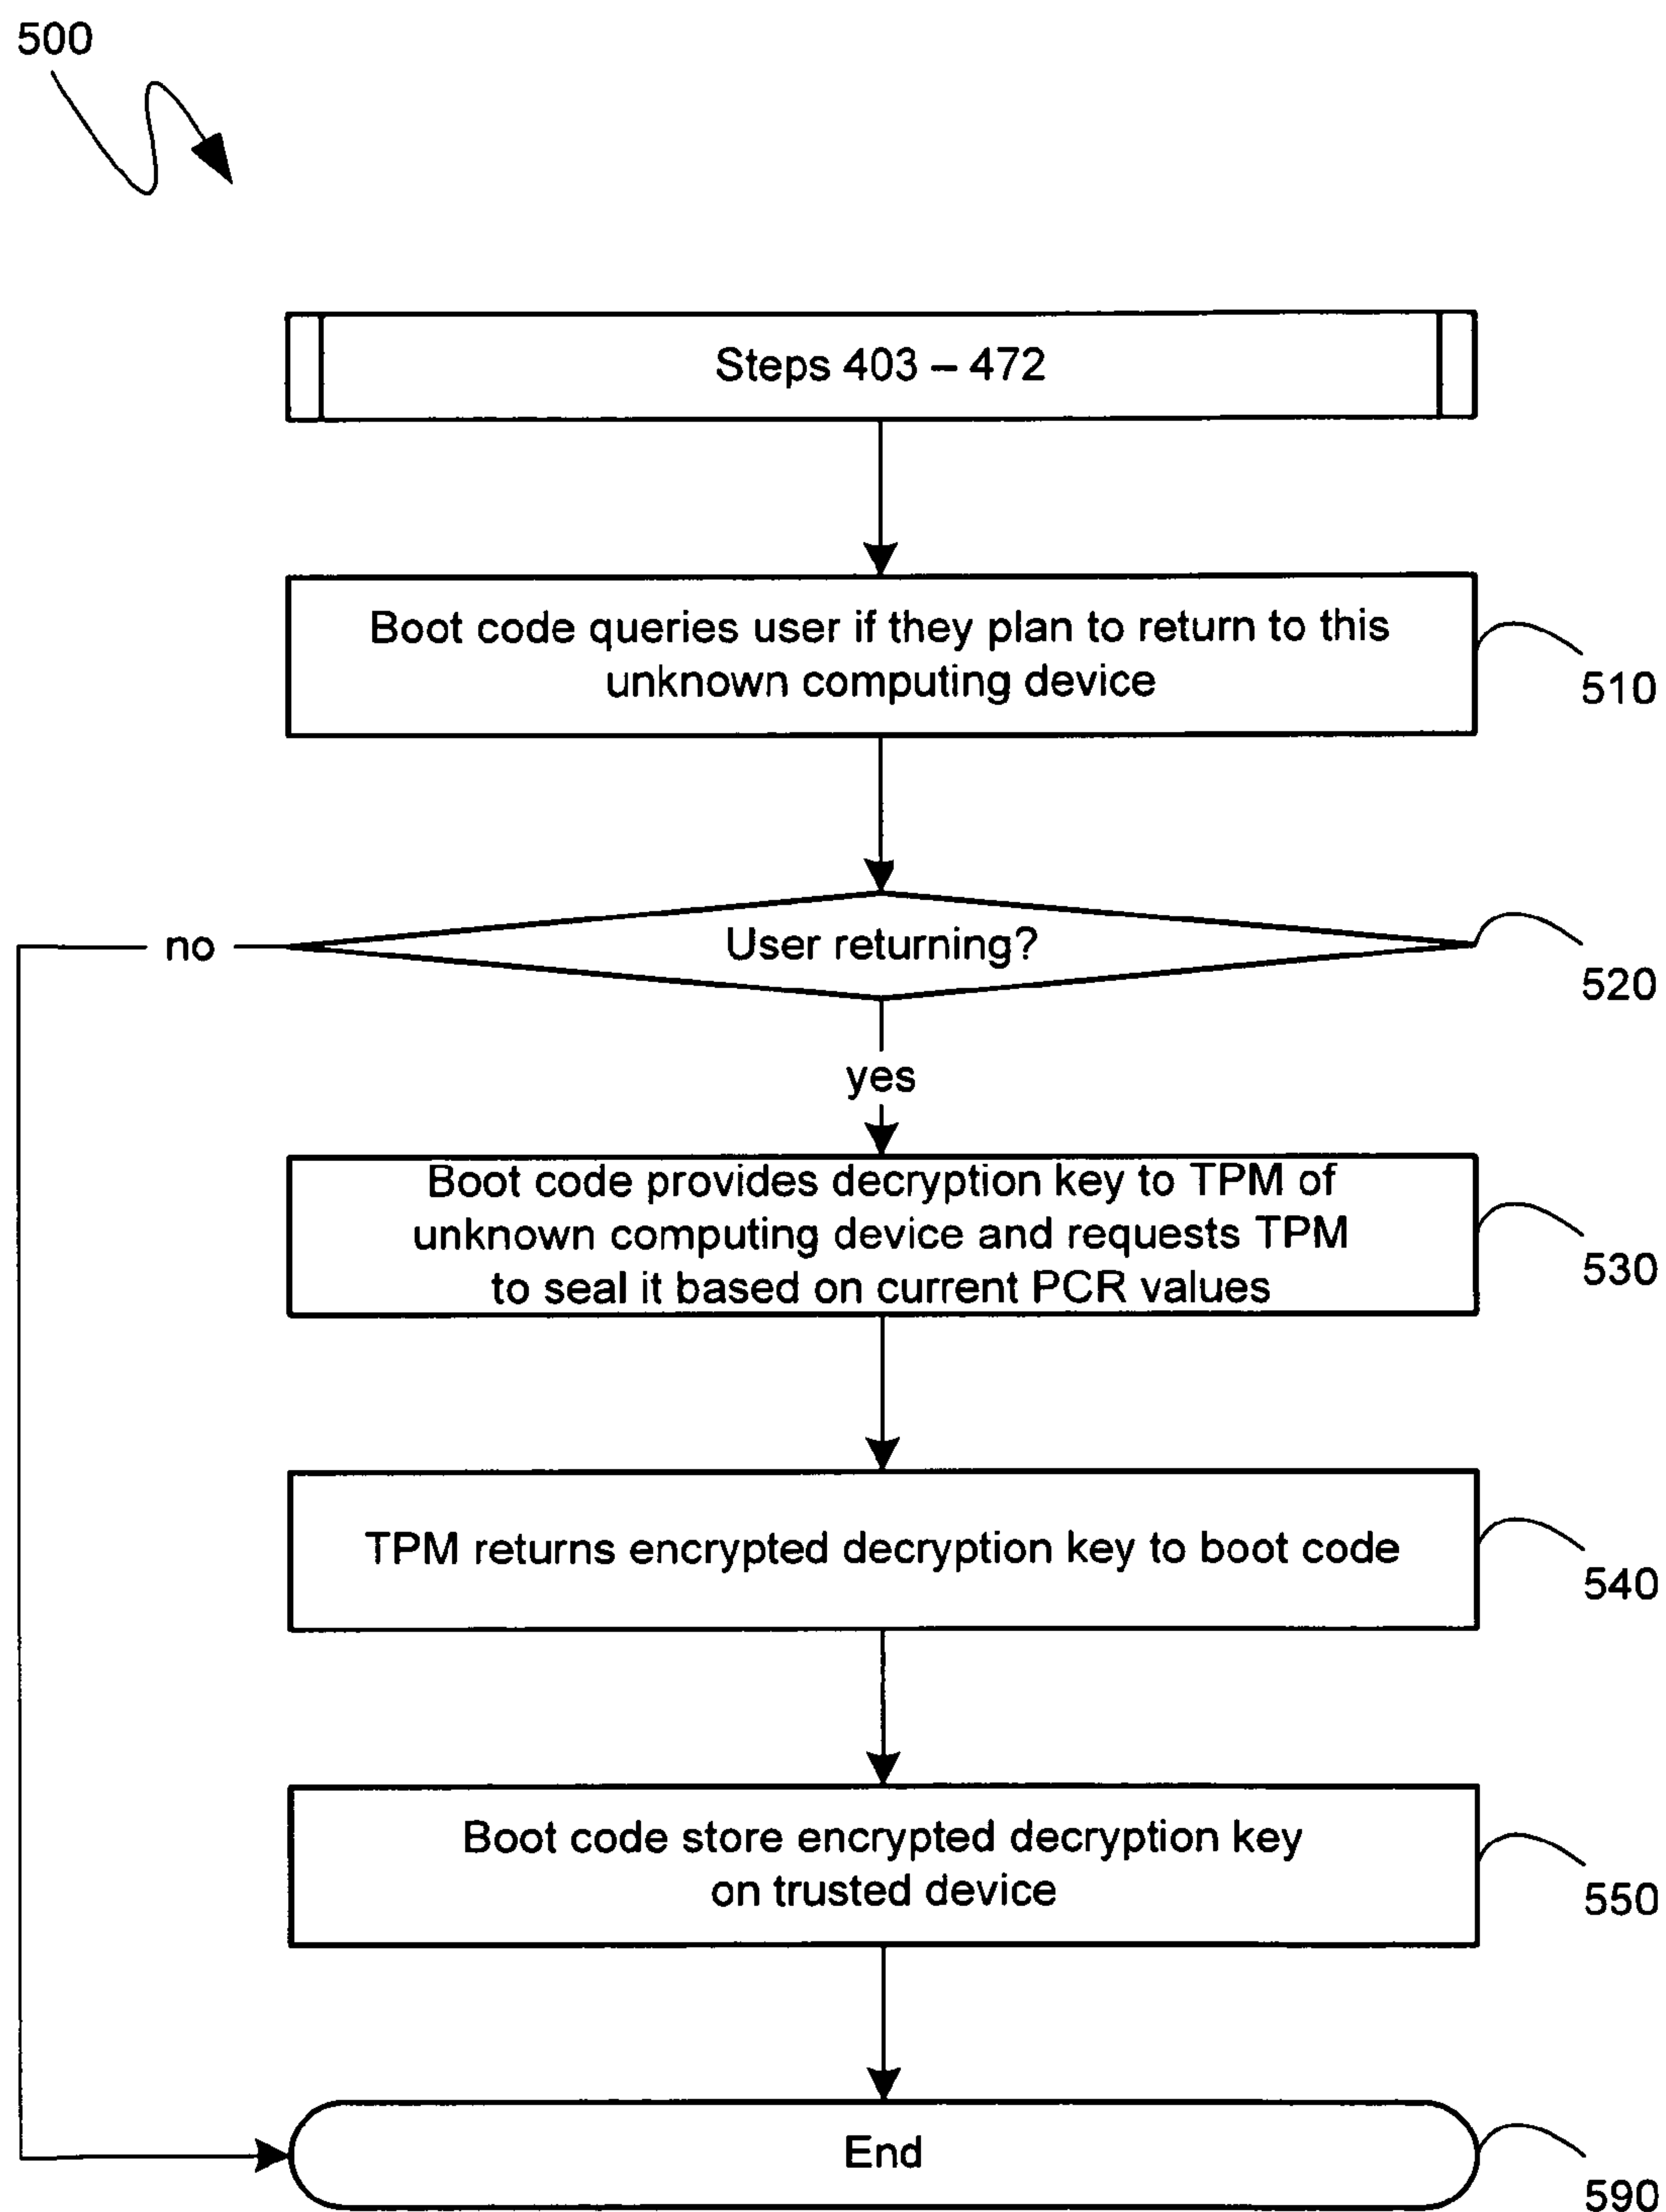 500
Steps 403 – 472
Boot code queries user if they plan to return to this
unknown computing device
510
User returning?
no
520
yes
Boot code provides decryption key to TPM of
unknown computing device and requests TPM
to seal it based on current PCR values
530
TPM returns encrypted decryption key to boot code
540
Boot code store encrypted decryption key
on trusted device
550
End
590